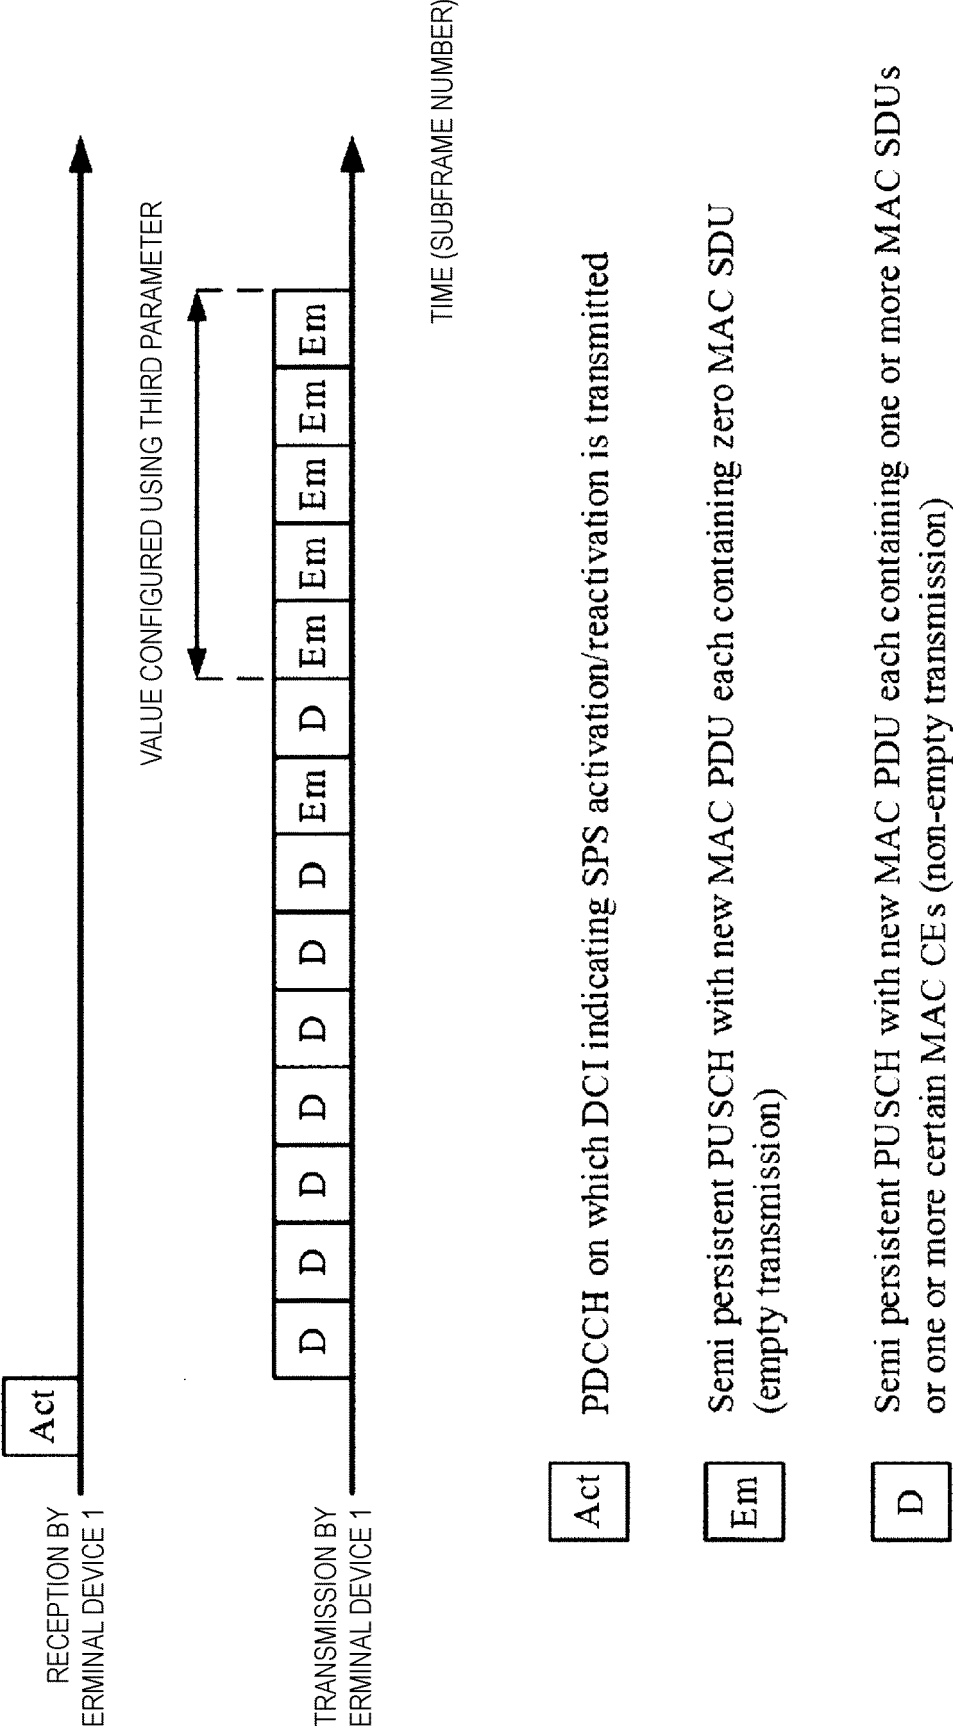 RECEPTION BY
ERMINAL DEVICE 1
Act
VALUE CONFIGURED USING THIRD PARAMETER
TRANSMISSION BY
ERMINAL DEVICE 1
D D D D D D D Em D Em Em Em Em Em
TIME (SUBFRAME NUMBER)
Act PDCCH on which DCI indicating SPS activation/reactivation is transmitted
Em Semi persistent PUSCH with new MAC PDU each containing zero MAC SDU
(empty transmission)
D Semi persistent PUSCH with new MAC PDU each containing one or more MAC SDUs
or one or more certain MAC CEs (non-empty transmission)